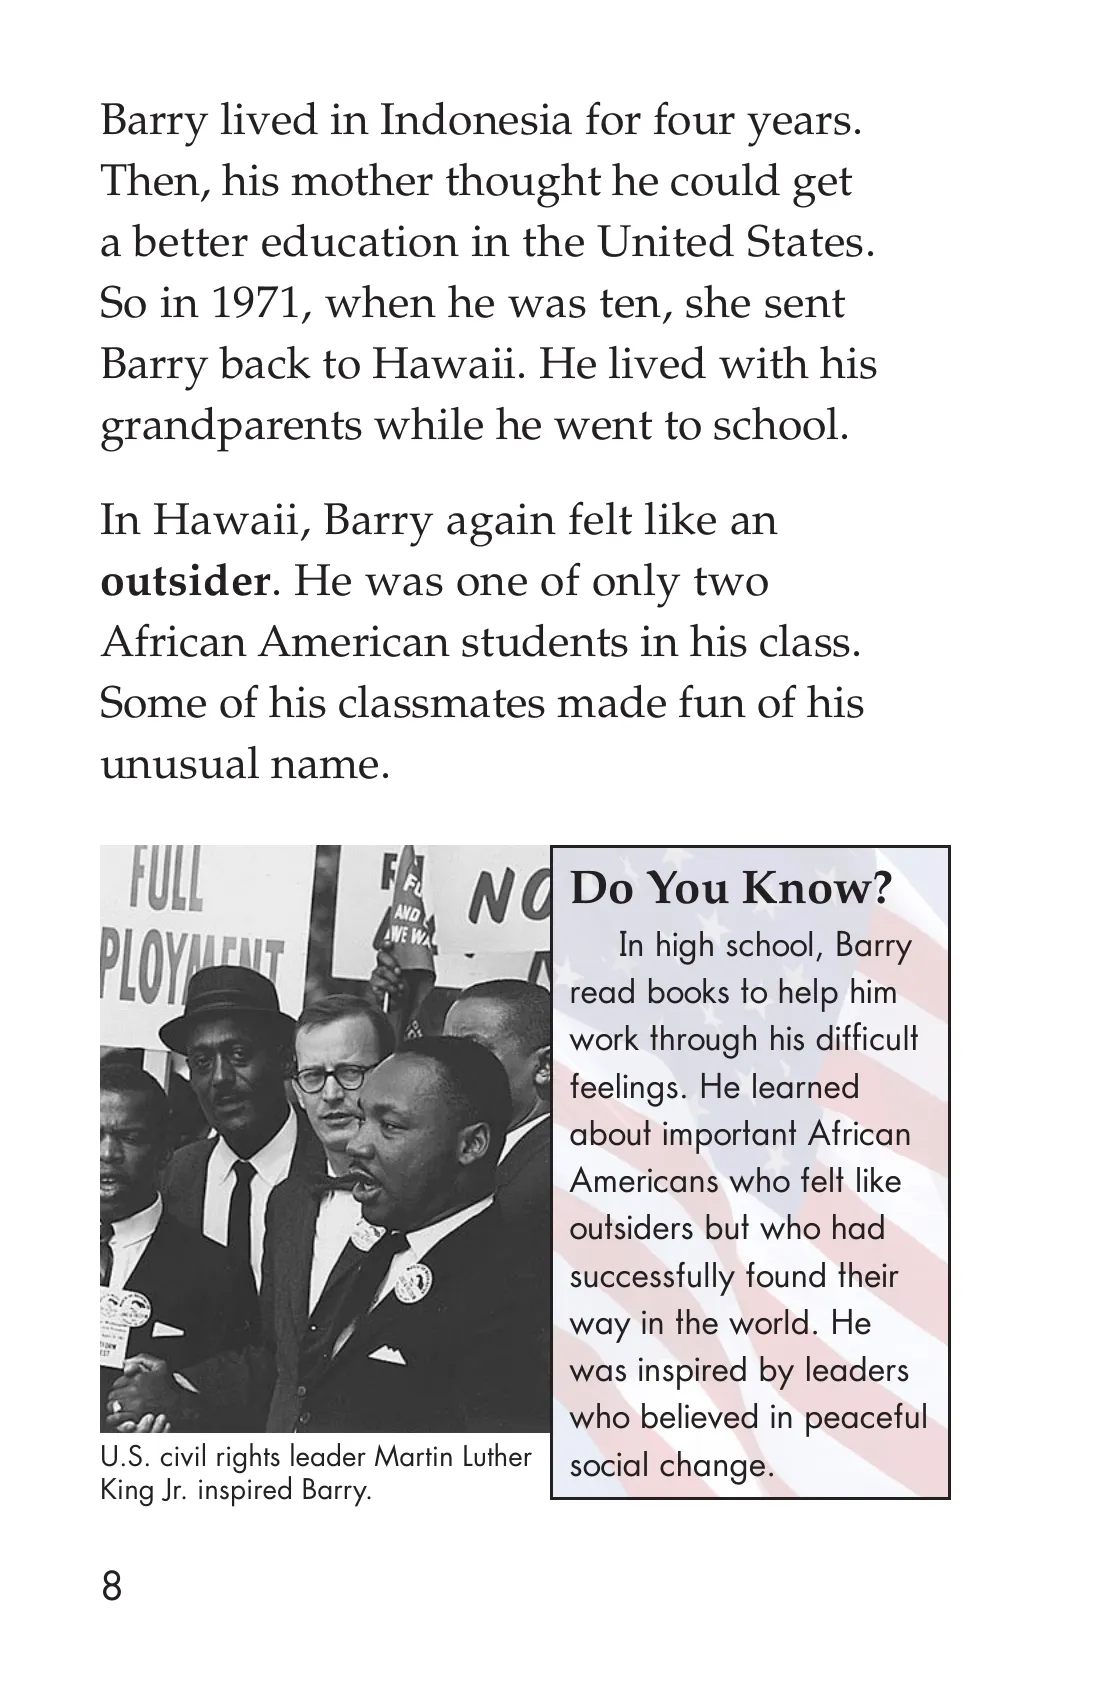 Barry lived in Indonesia for four years.
Then, his mother thought he could get
a better education in the United States.
So in 1971, when he was ten, she sent
Barry back to Hawaii. He lived with his
grandparents while he went to school.
In Hawaii, Barry again felt like an
outsider. He was one of only two
African American students in his class.
Some of his classmates made fun of his
unusual name.
FULL
PLOYMENT
NO
FU
AND
WE WA
U.S. civil rights leader Martin Luther
King Jr. inspired Barry.
Do You Know?
In high school, Barry
read books to help him
work through his difficult
feelings. He learned
about important African
Americans who felt like
outsiders but who had
successfully found their
way in the world. He
was inspired by leaders
who believed in peaceful
social change.
8